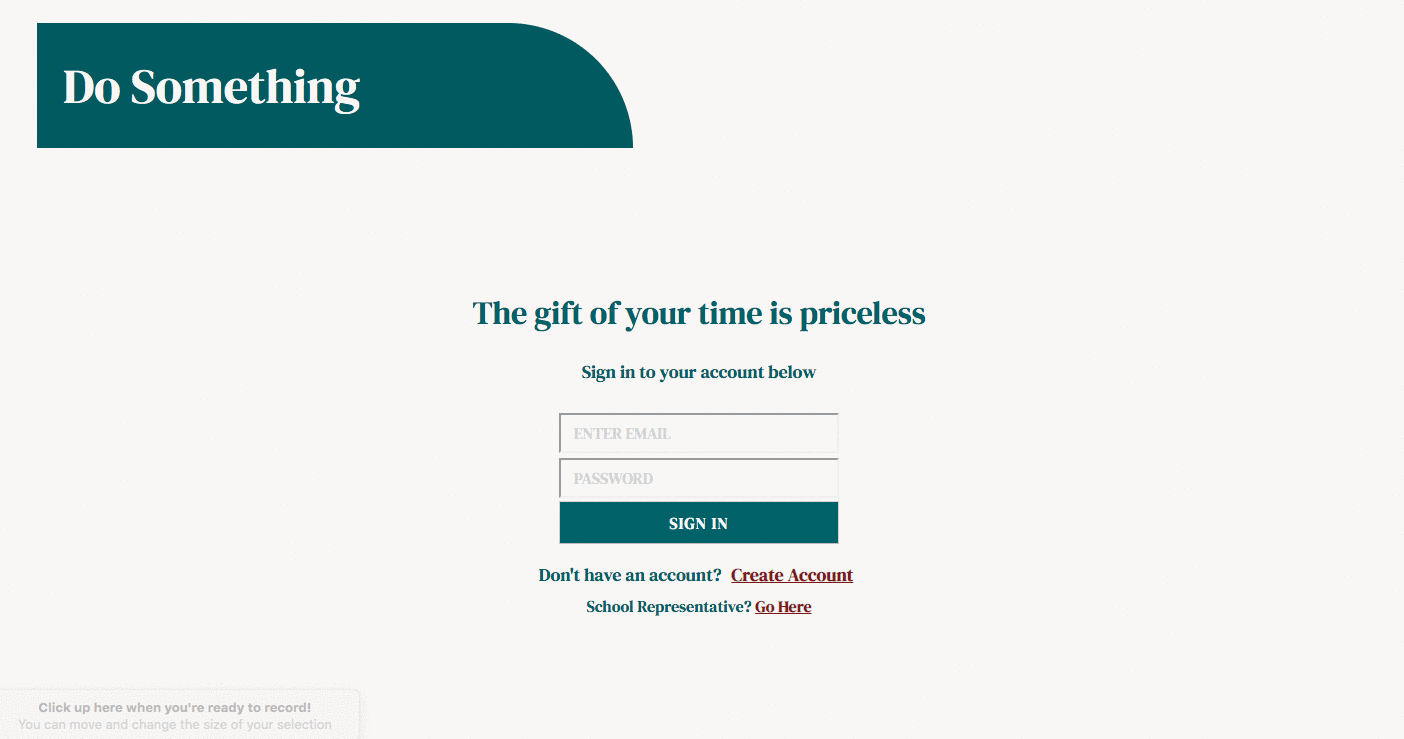 Do Something
The gift of your time is priceless
Sign in to your account below
ENTER EMAIL
PASSWORD
SIGN IN
Don't have an account? Create Account
School Representative? Go Here
Click up here when you're ready to record!
You can move and change the size of your selection